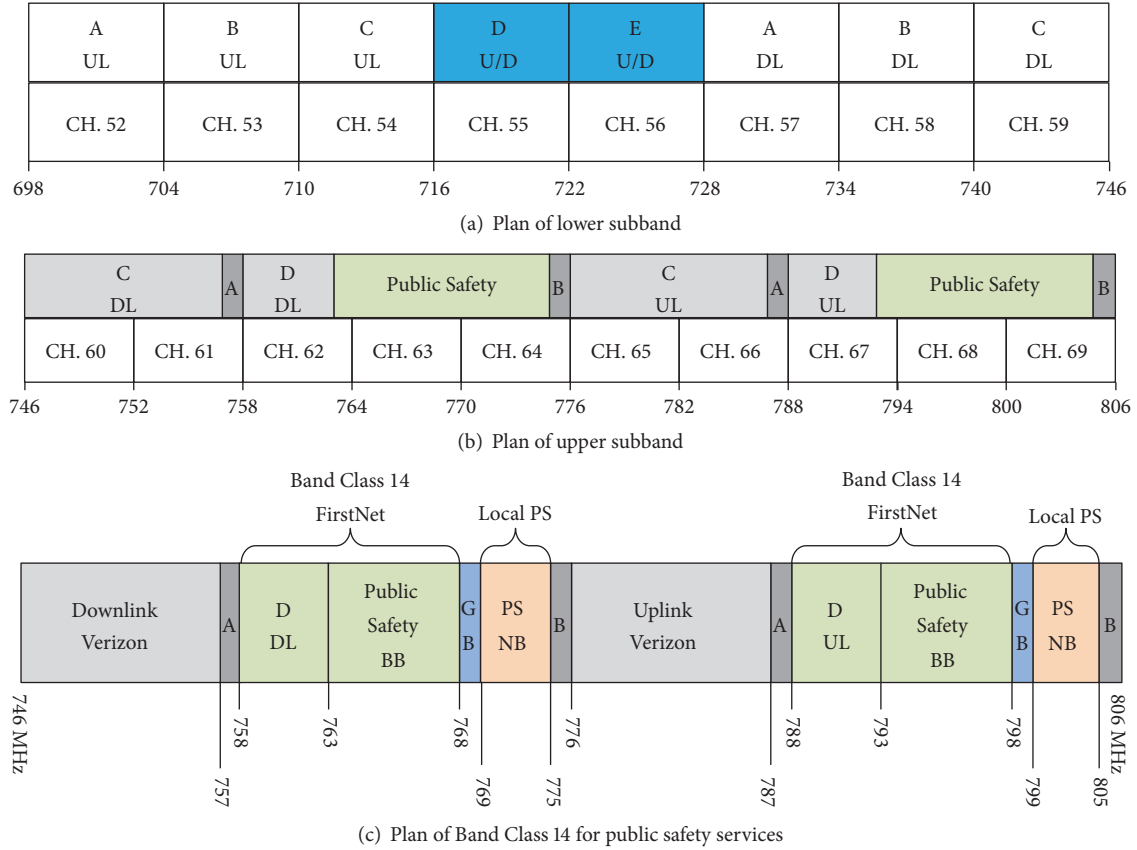 A B C D E A B C
UL UL UL U/D U/D DL DL DL
CH. 52 CH. 53 CH. 54 CH. 55 CH. 56 CH. 57 CH. 58 CH. 59
698 704 710 716 722 728 734 740 746
(a) Plan of lower subband
C DL A D DL Public Safety B C UL A D UL Public Safety B
CH. 60 CH. 61 CH. 62 CH. 63 CH. 64 CH. 65 CH. 66 CH. 67 CH. 68 CH. 69
746 752 758 764 770 776 782 788 794 800 806
(b) Plan of upper subband
Band Class 14 Band Class 14
FirstNet Local PS FirstNet Local PS
Downlink Verizon A D DL Public Safety BB G B PS NB B Uplink Verizon A D UL Public Safety BB G B PS NB B
746 MHz 758 763 768 776 788 793 798 806 MHz
757 769 775 787 799 805
(c) Plan of Band Class 14 for public safety services